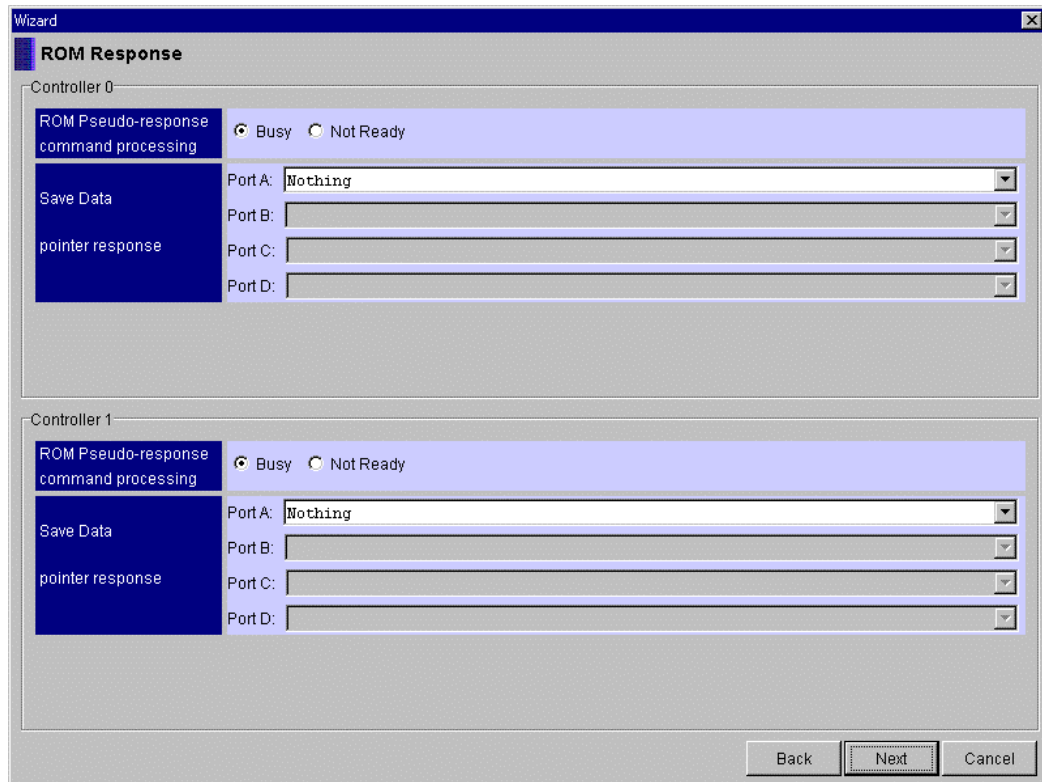 Wizard
ROM Response
Controller 0
ROM Pseudo-response
command processing
Busy Not Ready
Save Data
pointer response
Port A: Nothing
Port B:
Port C:
Port D:
Controller 1
ROM Pseudo-response
command processing
Busy Not Ready
Save Data
pointer response
Port A: Nothing
Port B:
Port C:
Port D:
Back Next Cancel